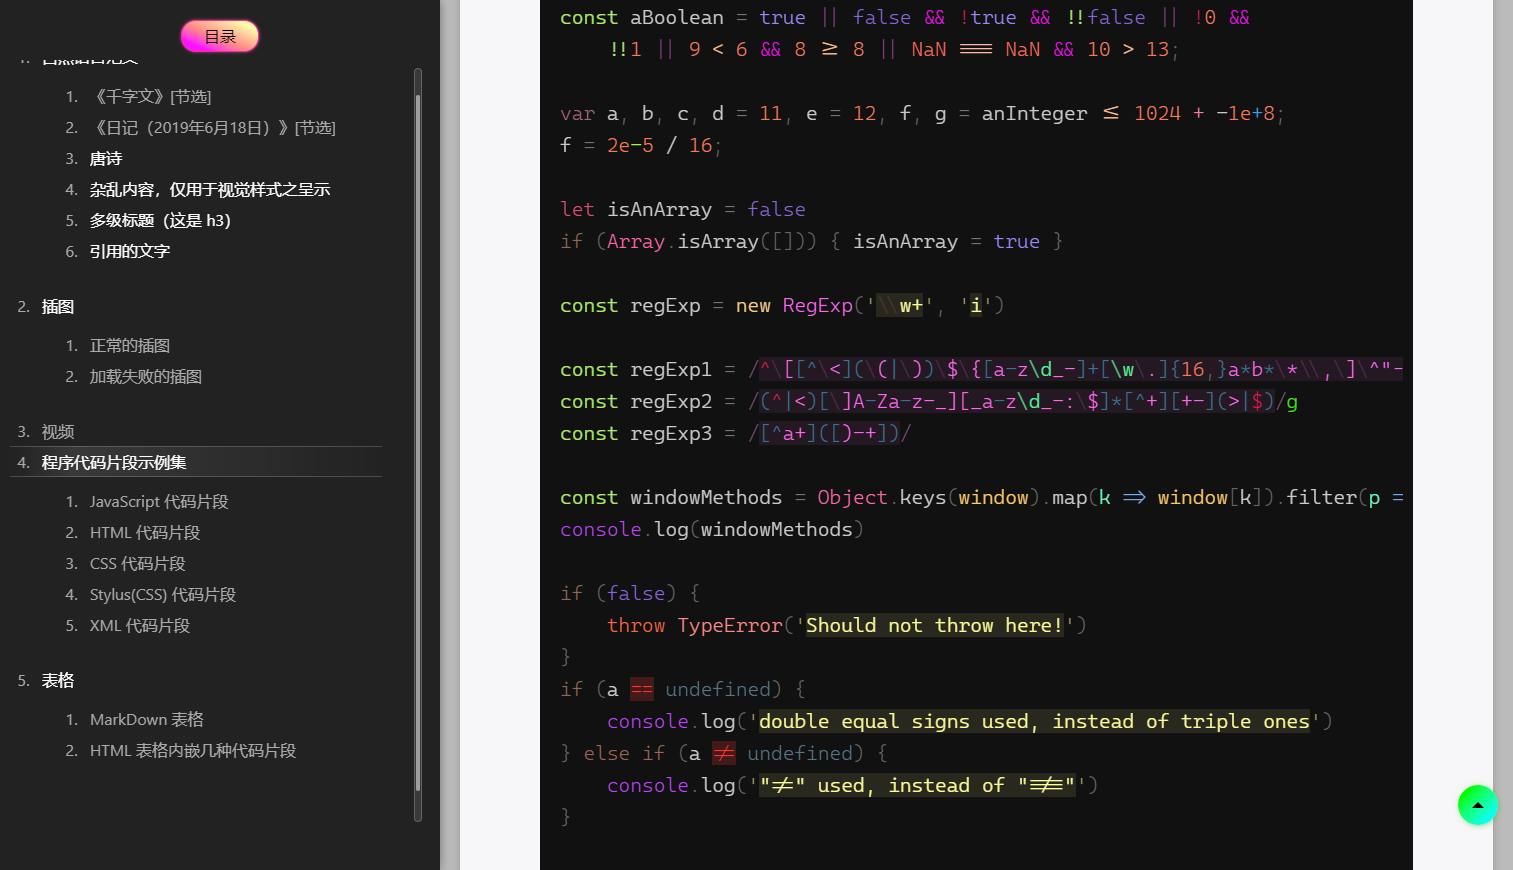 目录
1. 自然语言范文
1. 《千字文》[节选]
2. 《日记（2019年6月18日）》[节选]
3. 唐诗
4. 杂乱内容，仅用于视觉样式之呈示
5. 多级标题（这是 h3）
6. 引用的文字
2. 插图
1. 正常的插图
2. 加载失败的插图
3. 视频
4. 程序代码片段示例集
1. JavaScript 代码片段
2. HTML 代码片段
3. CSS 代码片段
4. Stylus(CSS) 代码片段
5. XML 代码片段
5. 表格
1. MarkDown 表格
2. HTML 表格内嵌几种代码片段
const aBoolean = true || false && !true && !!false || !0 &&
!!1 || 9 < 6 && 8 >= 8 || NaN === NaN && 10 > 13;
var a, b, c, d = 11, e = 12, f, g = anInteger <= 1024 + -1e+8;
f = 2e-5 / 16;
let isAnArray = false
if (Array.isArray([])) { isAnArray = true }
const regExp = new RegExp('\\w+', 'i')
const regExp1 = /^\[[^\<](\(|\))\$\{[a-z\d_-]+[\w\.]{16,}a*b*\*\\,\]\^"-
const regExp2 = /(^|<)[\]A-Za-z-_][_a-z\d_-:\$]*[^+][+-](>|$)/g
const regExp3 = /[^a+]([)-+])/
const windowMethods = Object.keys(window).map(k => window[k]).filter(p =
console.log(windowMethods)
if (false) {
throw TypeError('Should not throw here!')
}
if (a == undefined) {
console.log('double equal signs used, instead of triple ones')
} else if (a != undefined) {
console.log('"!=" used, instead of "!=="')
}